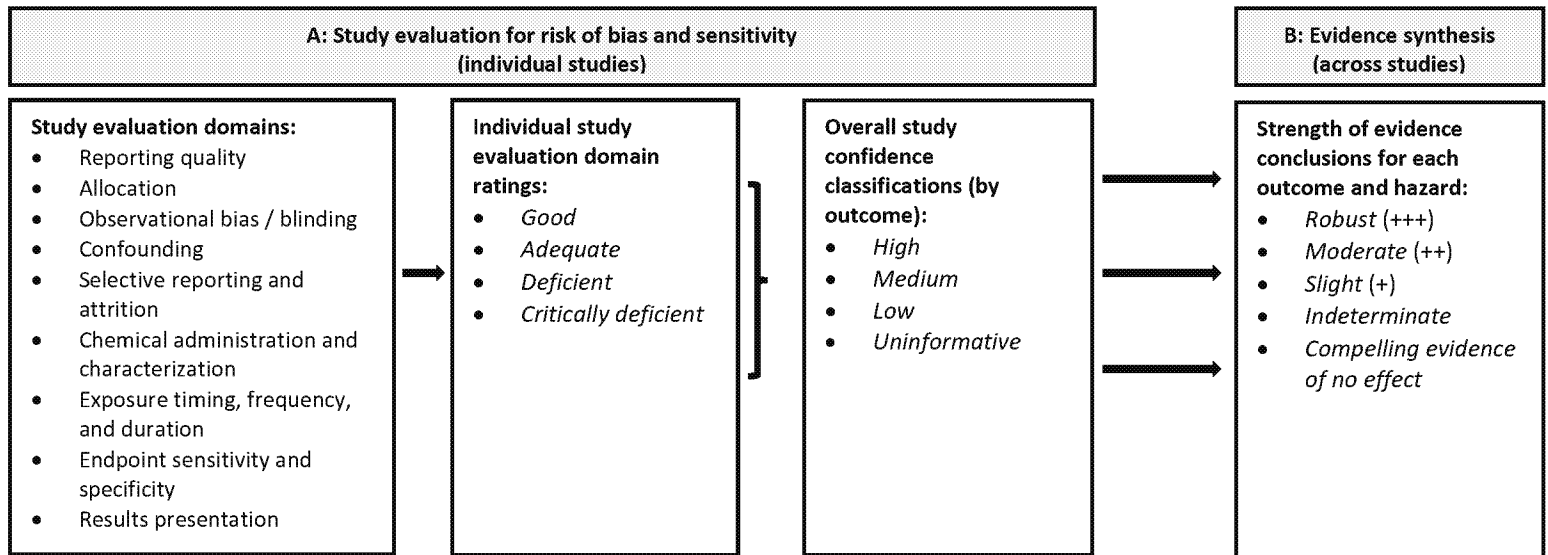 A: Study evaluation for risk of bias and sensitivity
(individual studies)
B: Evidence synthesis
(across studies)
Study evaluation domains:
• Reporting quality
• Allocation
• Observational bias / blinding
• Confounding
• Selective reporting and
attrition
• Chemical administration and
characterization
• Exposure timing, frequency,
and duration
• Endpoint sensitivity and
specificity
• Results presentation
Individual study
evaluation domain
ratings:
• Good
• Adequate
• Deficient
• Critically deficient
Overall study
confidence
classifications (by
outcome):
• High
• Medium
• Low
• Uninformative
Strength of evidence
conclusions for each
outcome and hazard:
• Robust (+++)
• Moderate (++)
• Slight (+)
• Indeterminate
• Compelling evidence
of no effect